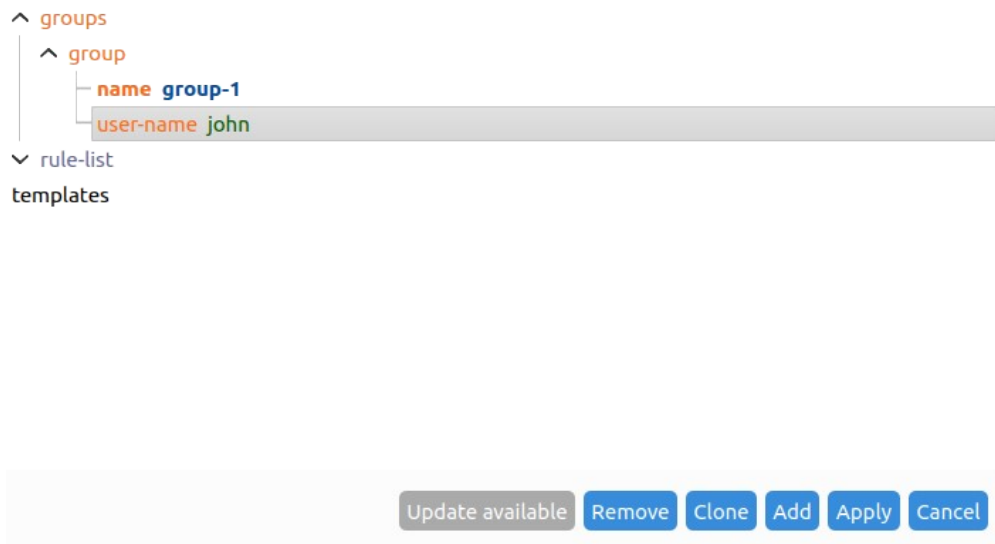 groups
group
name group-1
user-name john
rule-list
templates
Update available Remove Clone Add Apply Cancel